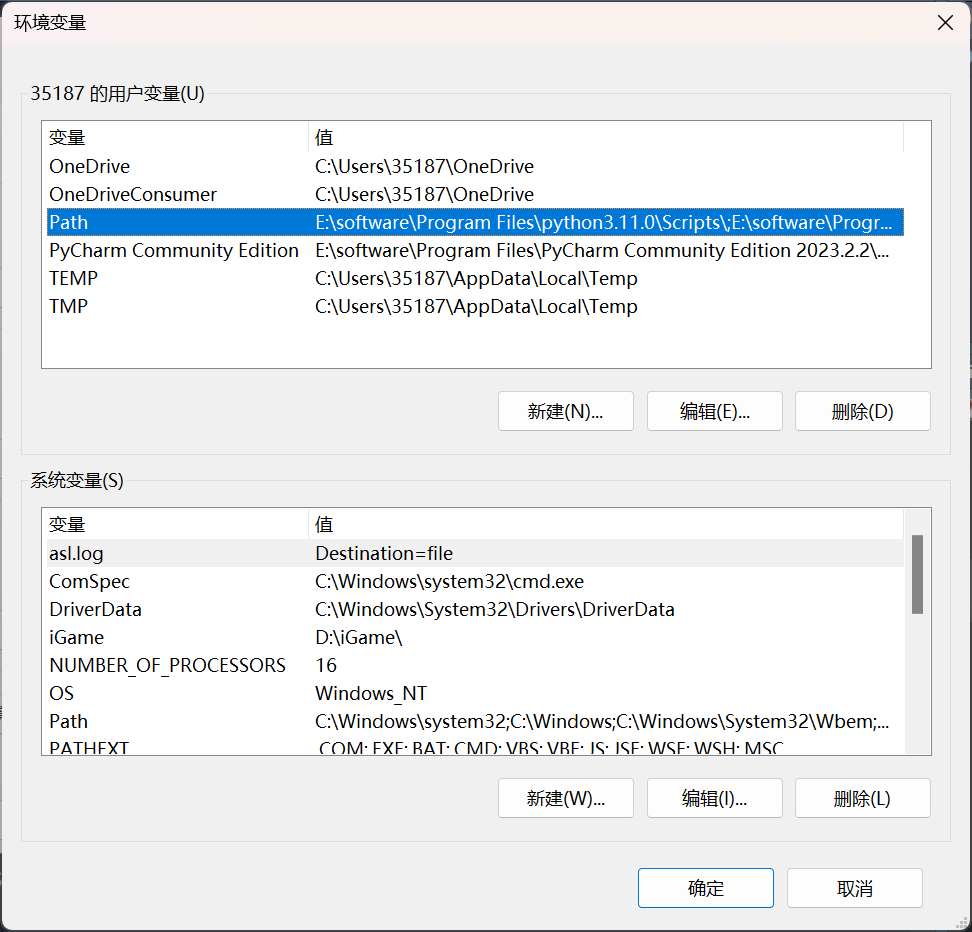 环境变量
35187 的用户变量(U)
变量 值
OneDrive C:\Users\35187\OneDrive
OneDriveConsumer C:\Users\35187\OneDrive
Path E:\software\Program Files\python3.11.0\Scripts\;E:\software\Progr...
PyCharm Community Edition E:\software\Program Files\PyCharm Community Edition 2023.2.2\...
TEMP C:\Users\35187\AppData\Local\Temp
TMP C:\Users\35187\AppData\Local\Temp
新建(N)... 编辑(E)... 删除(D)
系统变量(S)
变量 值
asl.log Destination=file
ComSpec C:\Windows\system32\cmd.exe
DriverData C:\Windows\System32\Drivers\DriverData
iGame D:\iGame\
NUMBER_OF_PROCESSORS 16
OS Windows_NT
Path C:\Windows\system32;C:\Windows;C:\Windows\System32\Wbem;...
PATHEXT .COM;.EXE;.BAT;.CMD;.VBS;.VBE;.JS;.JSE;.WSF;.WSH;.MSC
新建(W)... 编辑(I)... 删除(L)
确定 取消